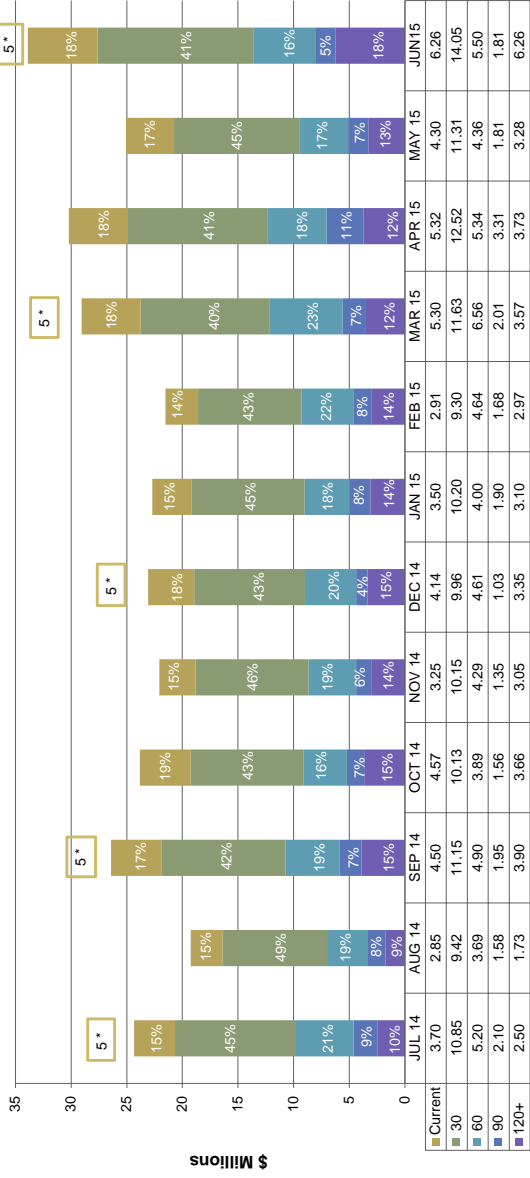 $ Millions
35
30
25
20
15
10
5
0
5 *
5 *
5 *
5 *
5 *
15% 15% 17% 19% 15% 18% 15% 14% 18% 18% 17% 18%
45% 49% 42% 43% 46% 43% 45% 43% 40% 41% 45% 41%
21% 19% 19% 16% 19% 20% 18% 22% 23% 18% 17% 16%
9% 8% 7% 7% 6% 4% 8% 8% 7% 11% 7% 5%
10% 9% 15% 15% 14% 15% 14% 14% 12% 12% 13% 18%
JUL 14 AUG 14 SEP 14 OCT 14 NOV 14 DEC 14 JAN 15 FEB 15 MAR 15 APR 15 MAY 15 JUN15
Current 3.70 2.85 4.50 4.57 3.25 4.14 3.50 2.91 5.30 5.32 4.30 6.26
30 10.85 9.42 11.15 10.13 10.15 9.96 10.20 9.30 11.63 12.52 11.31 14.05
60 5.20 3.69 4.90 3.89 4.29 4.61 4.00 4.64 6.56 5.34 4.36 5.50
90 2.10 1.58 1.95 1.56 1.35 1.03 1.90 1.68 2.01 3.31 1.81 1.81
120+ 2.50 1.73 3.90 3.66 3.05 3.35 3.10 2.97 3.57 3.73 3.28 6.26